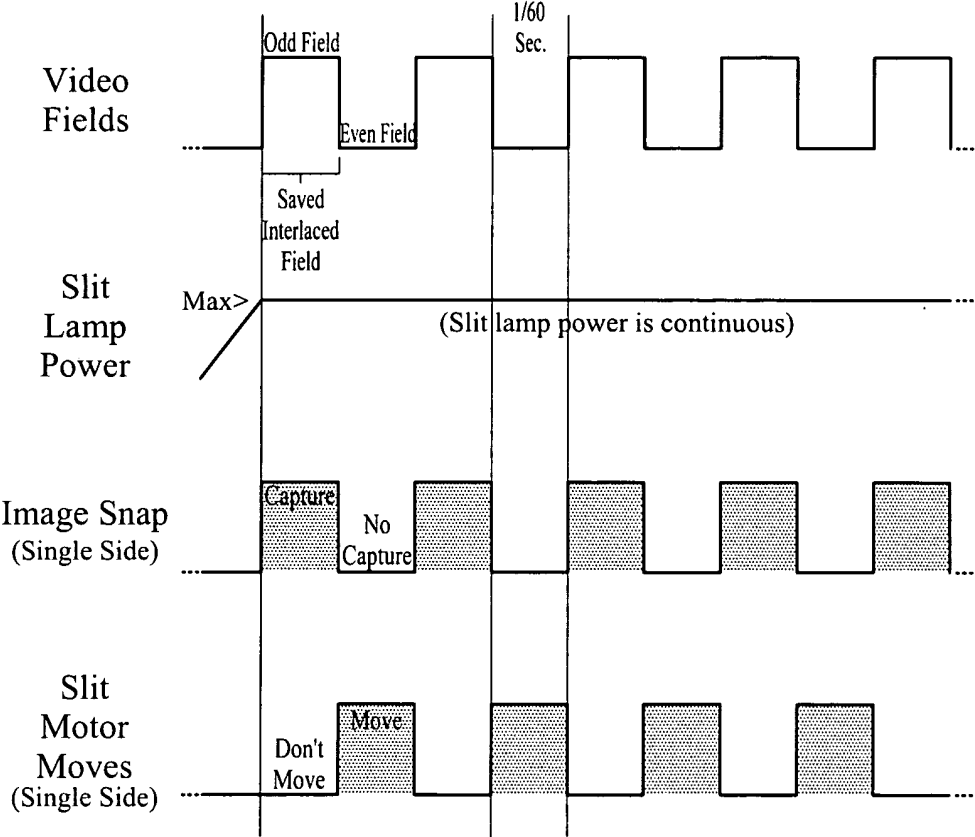 1/60
Sec.
Odd Field
Video
Fields
Even Field
Saved
Interlaced
Field
Slit
Lamp
Power
Max>
(Slit lamp power is continuous)
Image Snap
(Single Side)
Capture
No
Capture
Slit
Motor
Moves
(Single Side)
Move
Don't
Move